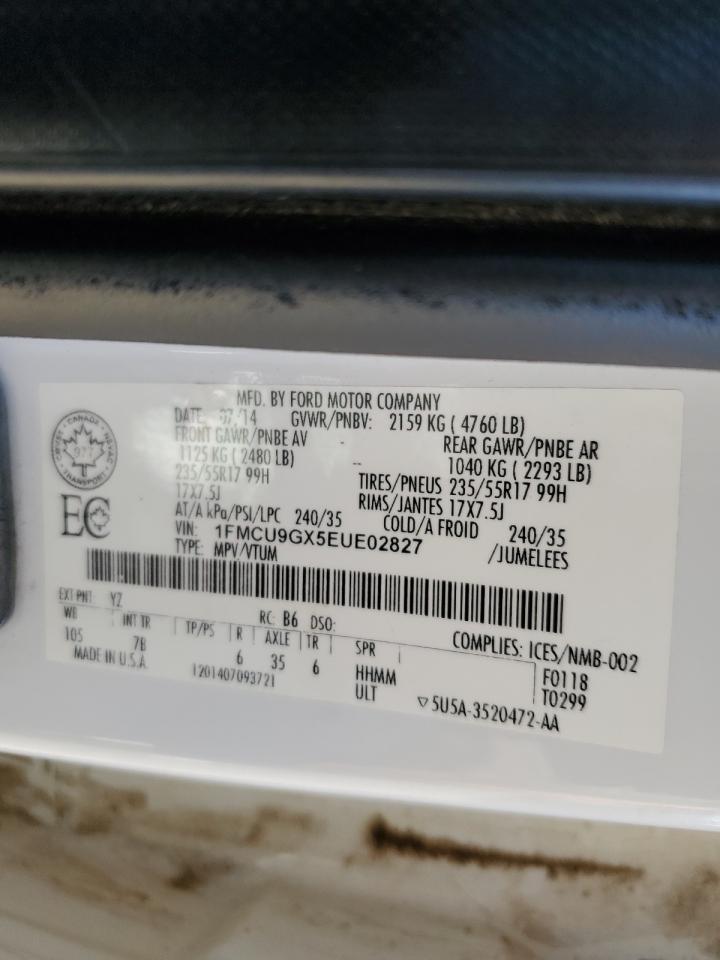 MFD. BY FORD MOTOR COMPANY
DATE: 07/14 GVWR/PNBV: 2159 KG ( 4760 LB)
FRONT GAWR/PNBE AV - REAR GAWR/PNBE AR
1125 KG ( 2480 LB) -- 1040 KG ( 2293 LB)
235/55R17 99H TIRES/PNEUS 235/55R17 99H
17X7.5J RIMS/JANTES 17X7.5J
AT/A kPa/PSI/LPC 240/35 COLD/A FROID 240/35
VIN: 1FMCU9GX5EUE02827 /JUMELEES
TYPE: MPV/VTUM
CANADA
TRANSPORT
EC
EXT PNT: YZ RC: B6 DSO:
WB INT TR TP/PS R AXLE TR SPR COMPLIES: ICES/NMB-002
105 7B 6 35 6 HHMM F0118
MADE IN U.S.A. ULT T0299
1201407093721 ▽5U5A-3520472-AA